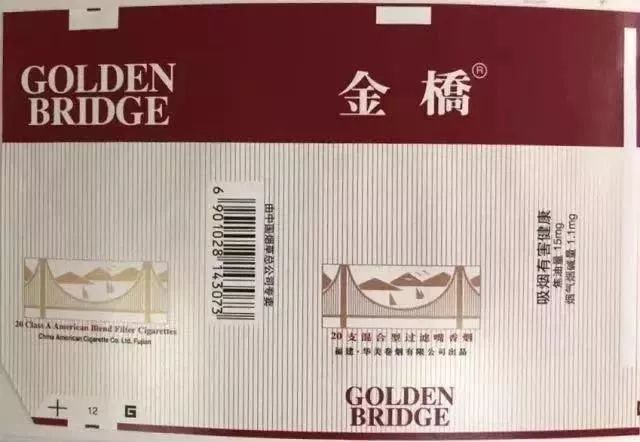 GOLDEN
BRIDGE
金橋®
20 Class A American Blend Filter Cigarettes
China American Cigarette Co. Ltd. Fujian
6 901028 143073
由中国烟草总公司专卖
20支混合型过滤嘴香烟
福建·华美卷烟有限公司出品
GOLDEN
BRIDGE
吸烟有害健康
焦油量 15mg
烟气烟碱量 1.1mg
12
G